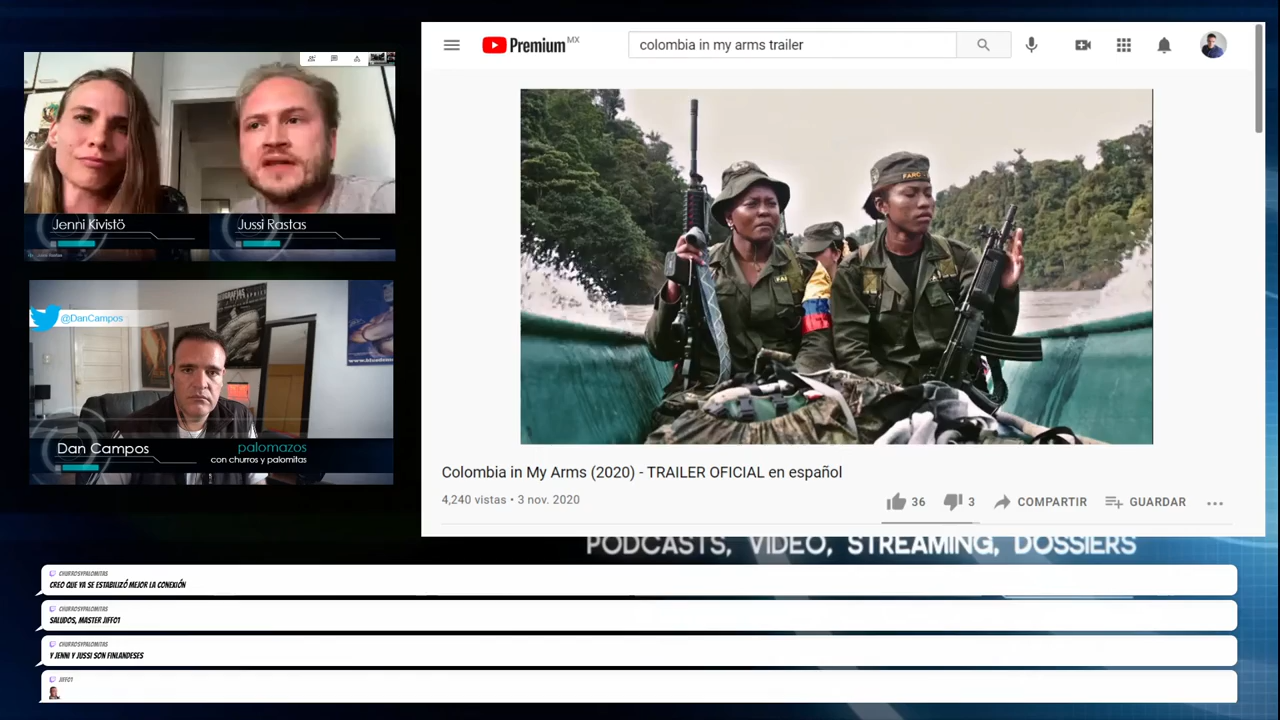 Premium MX
colombia in my arms trailer
Jenni Kivistö
Jussi Rastas
@DanCampos
Dan Campos
palomazos
con churros y palomitas
FARC
Colombia in My Arms (2020) - TRAILER OFICIAL en español
4,240 vistas • 3 nov. 2020
36
3
COMPARTIR
GUARDAR
PODCASTS, VIDEO, STREAMING, DOSSIERS
CHURROSYPALOMITAS
CREO QUE YA SE ESTABILIZÓ MEJOR LA CONEXIÓN
CHURROSYPALOMITAS
SALUDOS, MASTER JIFFO1
CHURROSYPALOMITAS
Y JENNI Y JUSSI SON FINLANDESES
JIFFO1